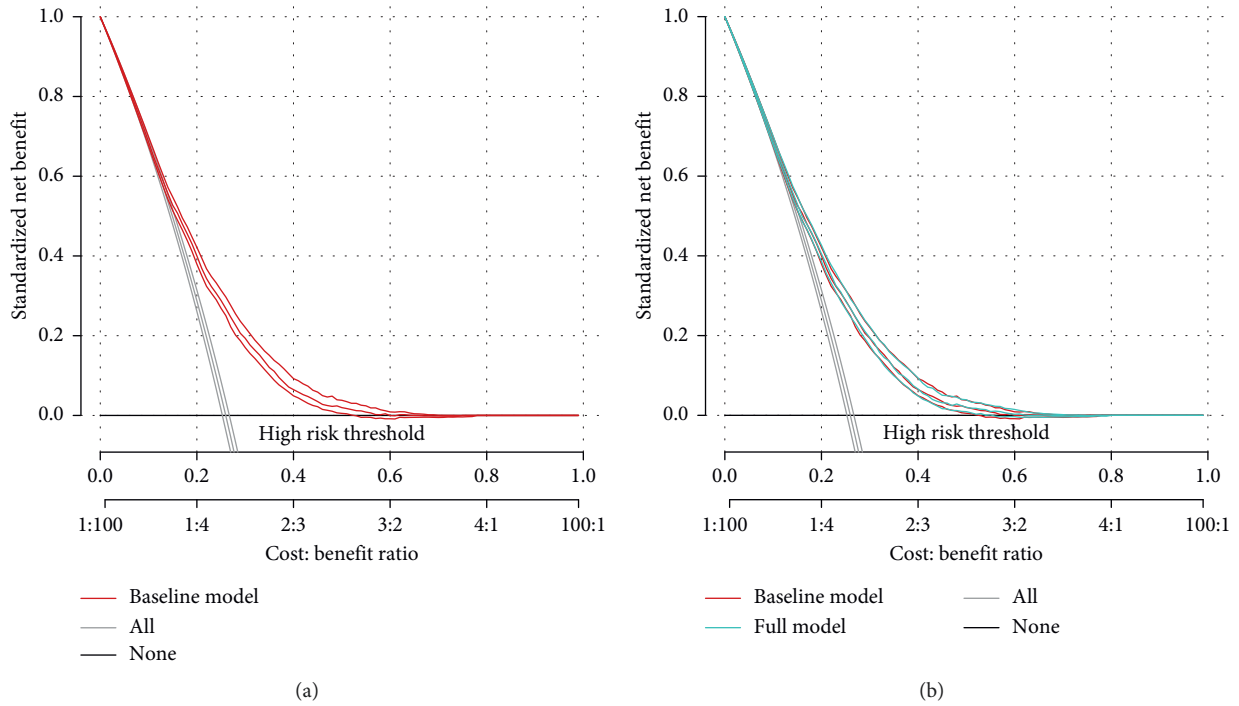 1.0
0.8
0.6
0.4
0.2
0.0
Standardized net benefit
High risk threshold
0.0 0.2 0.4 0.6 0.8 1.0
1:100 1:4 2:3 3:2 4:1 100:1
Cost: benefit ratio
Baseline model
All
None
(a)
1.0
0.8
0.6
0.4
0.2
0.0
Standardized net benefit
High risk threshold
0.0 0.2 0.4 0.6 0.8 1.0
1:100 1:4 2:3 3:2 4:1 100:1
Cost: benefit ratio
Baseline model
Full model
All
None
(b)